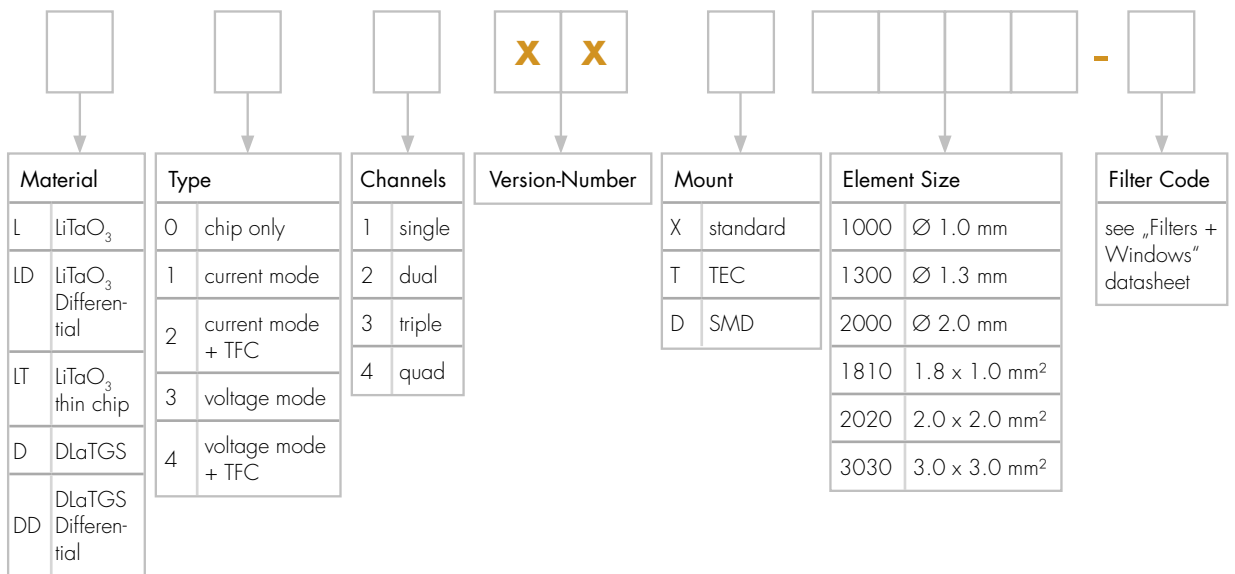 X X -
Material
L LiTaO₃
LD LiTaO₃
Differen-
tial
LT LiTaO₃
thin chip
D DLaTGS
DD DLaTGS
Differen-
tial
Type
0 chip only
1 current mode
2 current mode
+ TFC
3 voltage mode
4 voltage mode
+ TFC
Channels
1 single
2 dual
3 triple
4 quad
Version-Number
Mount
X standard
T TEC
D SMD
Element Size
1000 Ø 1.0 mm
1300 Ø 1.3 mm
2000 Ø 2.0 mm
1810 1.8 x 1.0 mm²
2020 2.0 x 2.0 mm²
3030 3.0 x 3.0 mm²
Filter Code
see „Filters +
Windows“
datasheet